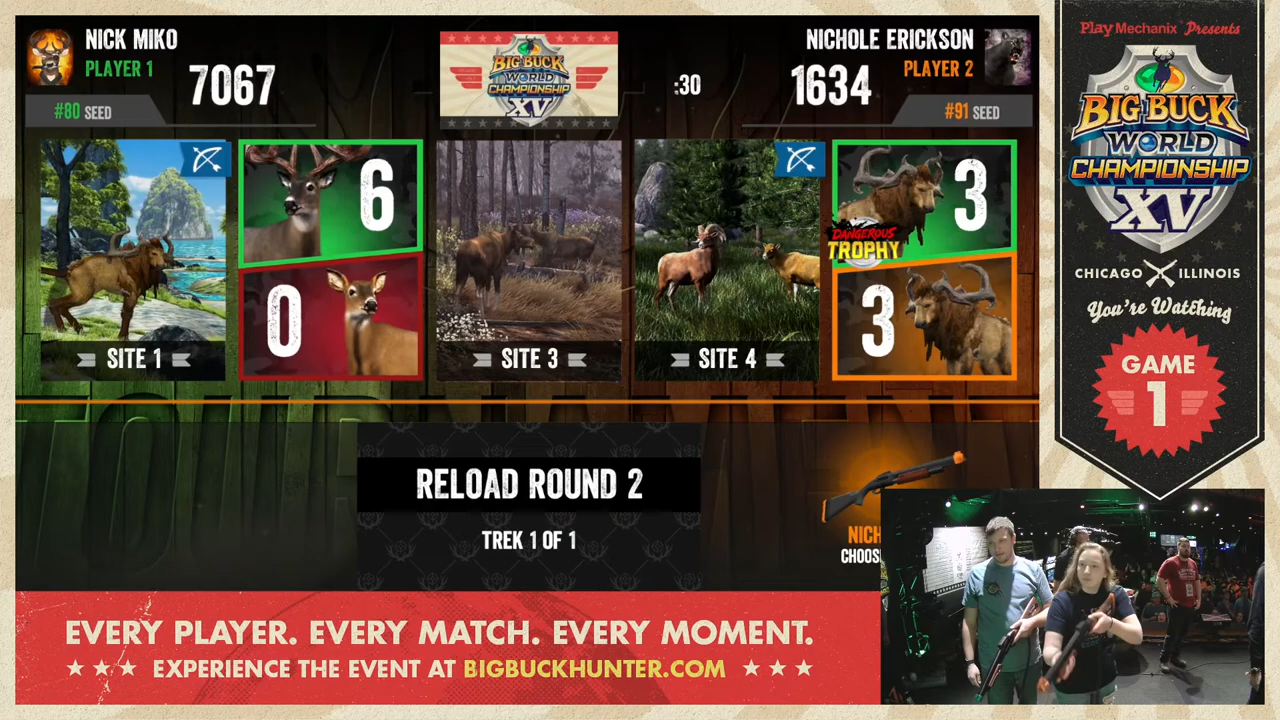 NICK MIKO
PLAYER 1
7067
#80 SEED
BIG BUCK
WORLD
CHAMPIONSHIP
XV
:30
NICHOLE ERICKSON
PLAYER 2
1634
#91 SEED
SITE 1
6
0
SITE 3
SITE 4
3
DANGEROUS
TROPHY
3
RELOAD ROUND 2
TREK 1 OF 1
NICH
CHOOS
EVERY PLAYER. EVERY MATCH. EVERY MOMENT.
EXPERIENCE THE EVENT AT BIGBUCKHUNTER.COM
PlayMechanix Presents
BIG BUCK
WORLD
CHAMPIONSHIP
XV
CHICAGO ILLINOIS
You're Watching
GAME
1